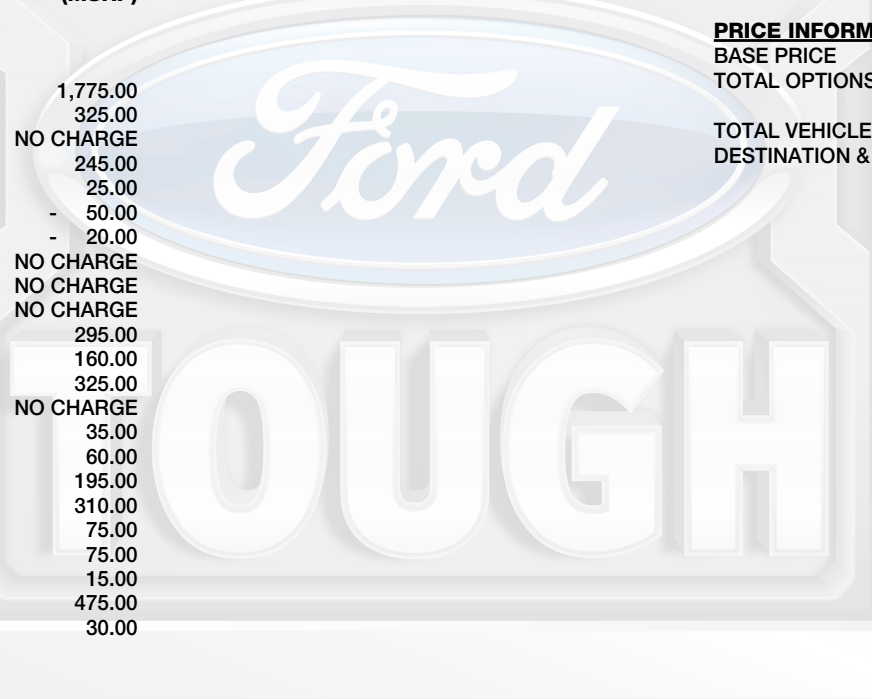 (MSRP)
1,775.00
325.00
NO CHARGE
245.00
25.00
- 50.00
- 20.00
NO CHARGE
NO CHARGE
NO CHARGE
295.00
160.00
325.00
NO CHARGE
35.00
60.00
195.00
310.00
75.00
75.00
15.00
475.00
30.00
PRICE INFORM
BASE PRICE
TOTAL OPTIONS
TOTAL VEHICLE
DESTINATION &
Ford
TOUGH